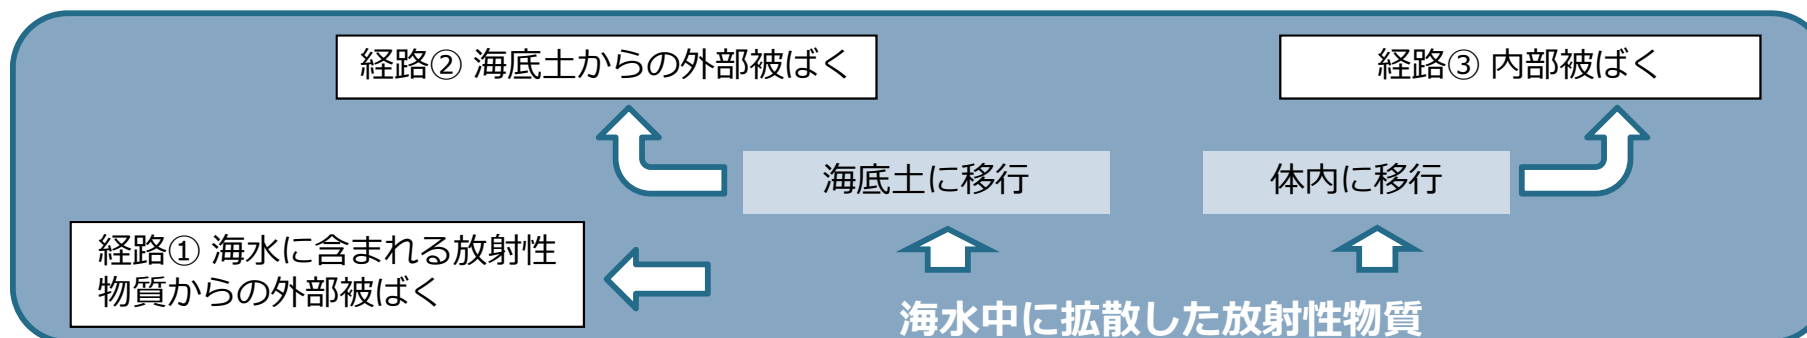 経路② 海底土からの外部被ばく
経路③ 内部被ばく
海底土に移行
体内に移行
経路① 海水に含まれる放射性
物質からの外部被ばく
海水中に拡散した放射性物質